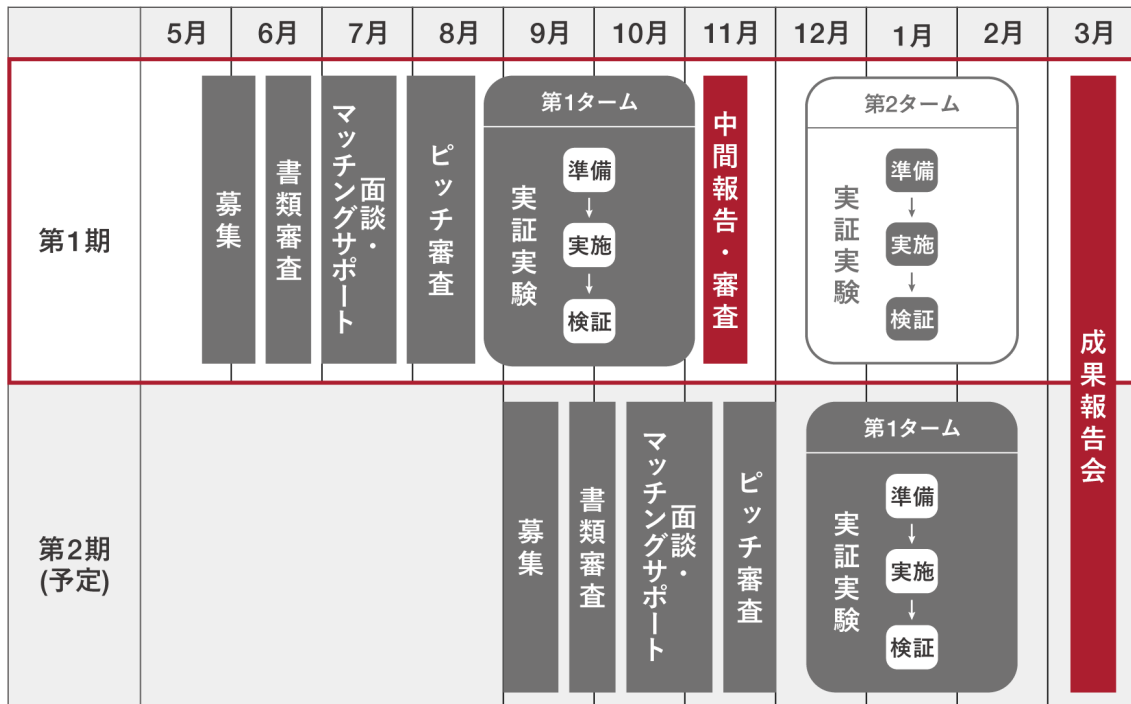 5月
6月
7月
8月
9月
10月
11月
12月
1月
2月
3月
第1期
募集
書類審査
面談・
マッチングサポート
ピッチ審査
第1ターム
実証実験
準備
↓
実施
↓
検証
中間報告・審査
第2ターム
実証実験
準備
↓
実施
↓
検証
成果報告会
第2期
(予定)
募集
書類審査
面談・
マッチングサポート
ピッチ審査
第1ターム
実証実験
準備
↓
実施
↓
検証